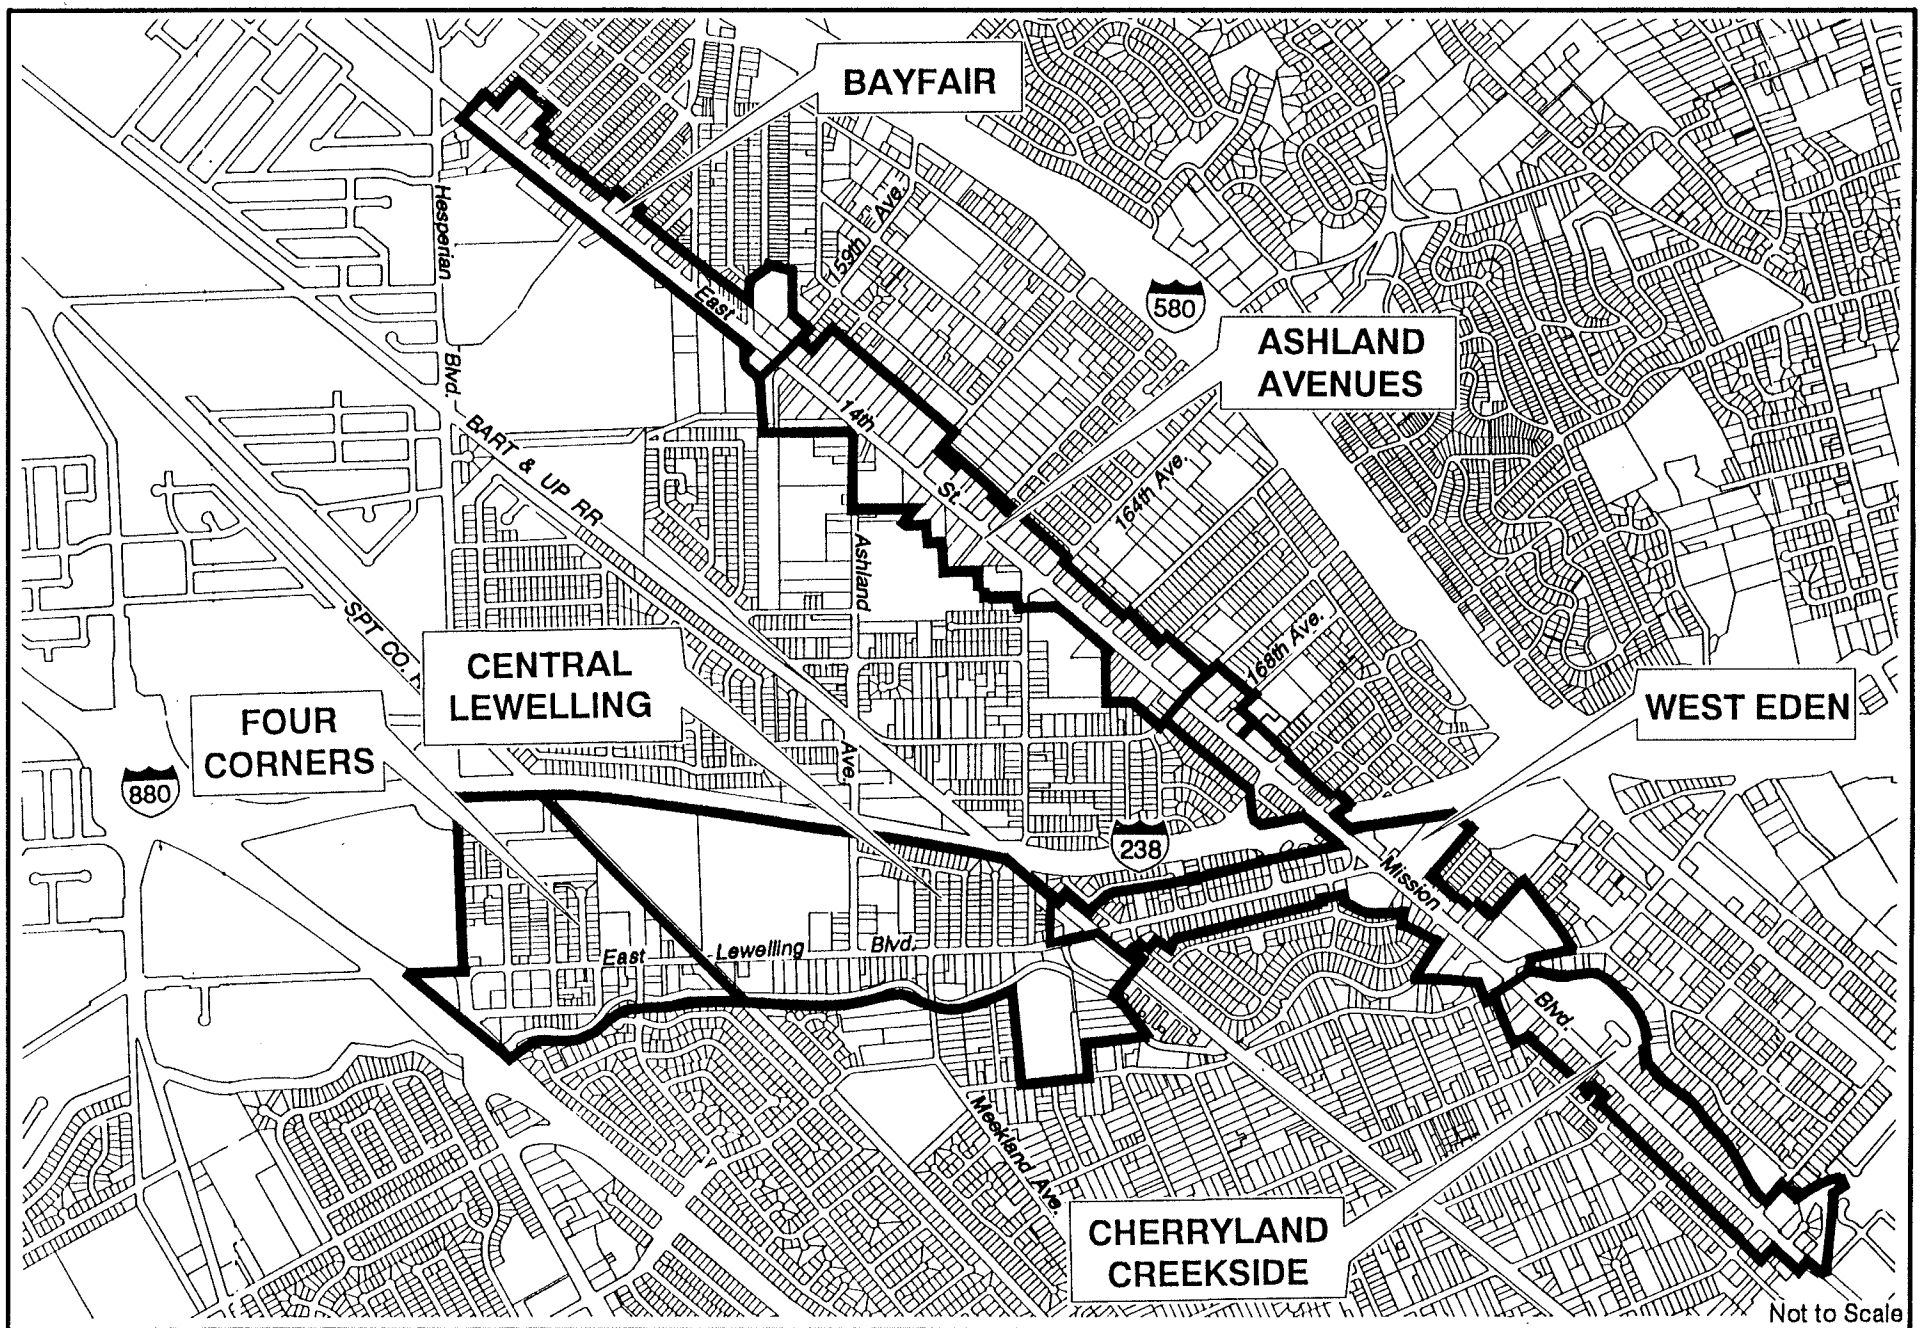 BAYFAIR
Hesperian
Blvd.
159th Ave.
East
14th
St.
580
ASHLAND
AVENUES
164th Ave.
BART & UP RR
Ashland
Ave.
SPT CO.
168th Ave.
CENTRAL
LEWELLING
FOUR
CORNERS
WEST EDEN
880
238
Mission
Blvd.
East Lewelling Blvd.
Meekland Ave.
CHERRYLAND
CREEKSIDE
Not to Scale